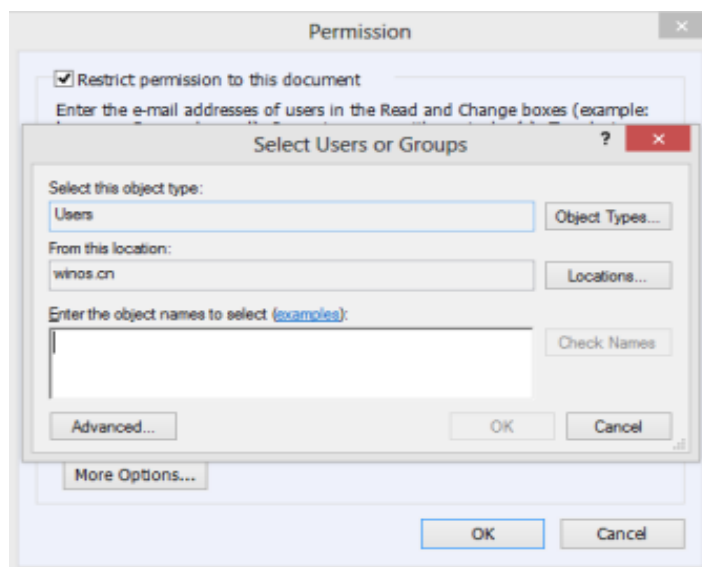 Permission
Restrict permission to this document
Enter the e-mail addresses of users in the Read and Change boxes (example:
Select Users or Groups
?
Select this object type:
Users
Object Types...
From this location:
winos.cn
Locations...
Enter the object names to select (examples):
Check Names
Advanced...
OK
Cancel
More Options...
OK
Cancel